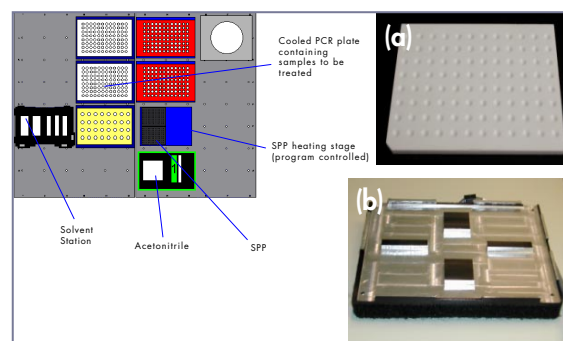 Cooled PCR plate
containing
samples to be
treated
SPP heating stage
(program controlled)
Solvent
Station
Acetonitrile
SPP
(a)
(b)